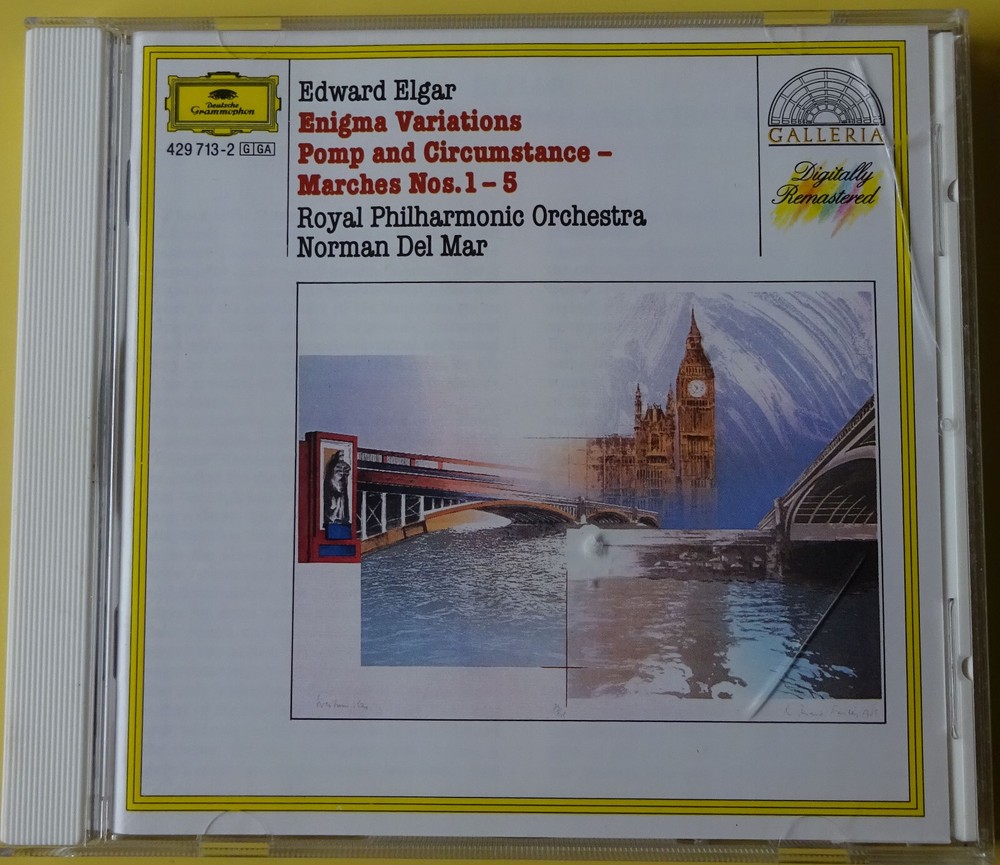 Deutsche
Grammophon
429 713-2 G GA
Edward Elgar
Enigma Variations
Pomp and Circumstance –
Marches Nos. 1 – 5
Royal Philharmonic Orchestra
Norman Del Mar
GALLERIA
Digitally
Remastered